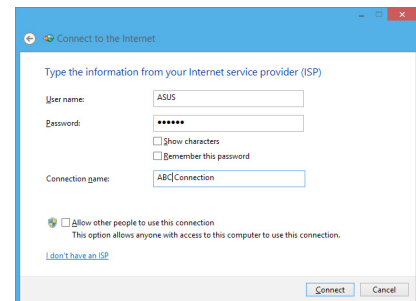 Connect to the Internet
Type the information from your Internet service provider (ISP)
User name: ASUS
Password: ••••••
Show characters
Remember this password
Connection name: ABC Connection
Allow other people to use this connection
This option allows anyone with access to this computer to use this connection.
I don't have an ISP
Connect Cancel